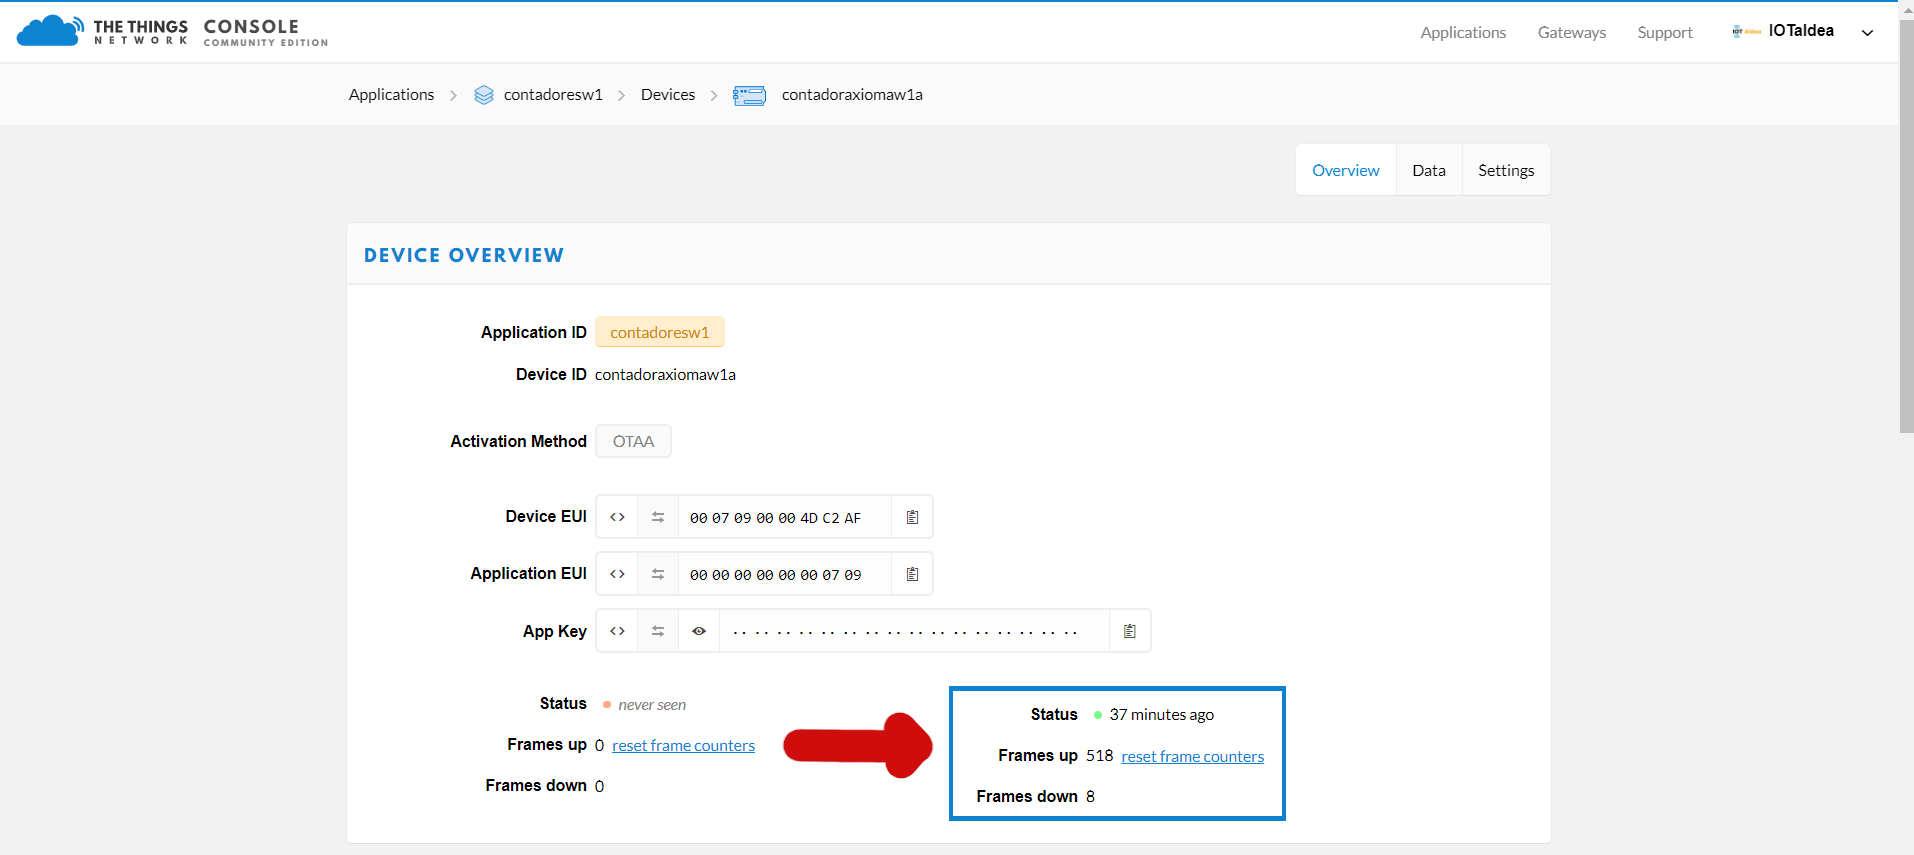 THE THINGS
NETWORK
CONSOLE
COMMUNITY EDITION
Applications Gateways Support IOTaldea
Applications contadoresw1 Devices contadoraxiomaw1a
Overview Data Settings
DEVICE OVERVIEW
Application ID contadoresw1
Device ID contadoraxiomaw1a
Activation Method OTAA
Device EUI <> 00 07 09 00 00 4D C2 AF
Application EUI <> 00 00 00 00 00 00 07 09
App Key <> .. .. .. .. .. .. .. .. .. .. .. .. .. .. .. ..
Status never seen
Frames up 0 reset frame counters
Frames down 0
Status 37 minutes ago
Frames up 518 reset frame counters
Frames down 8